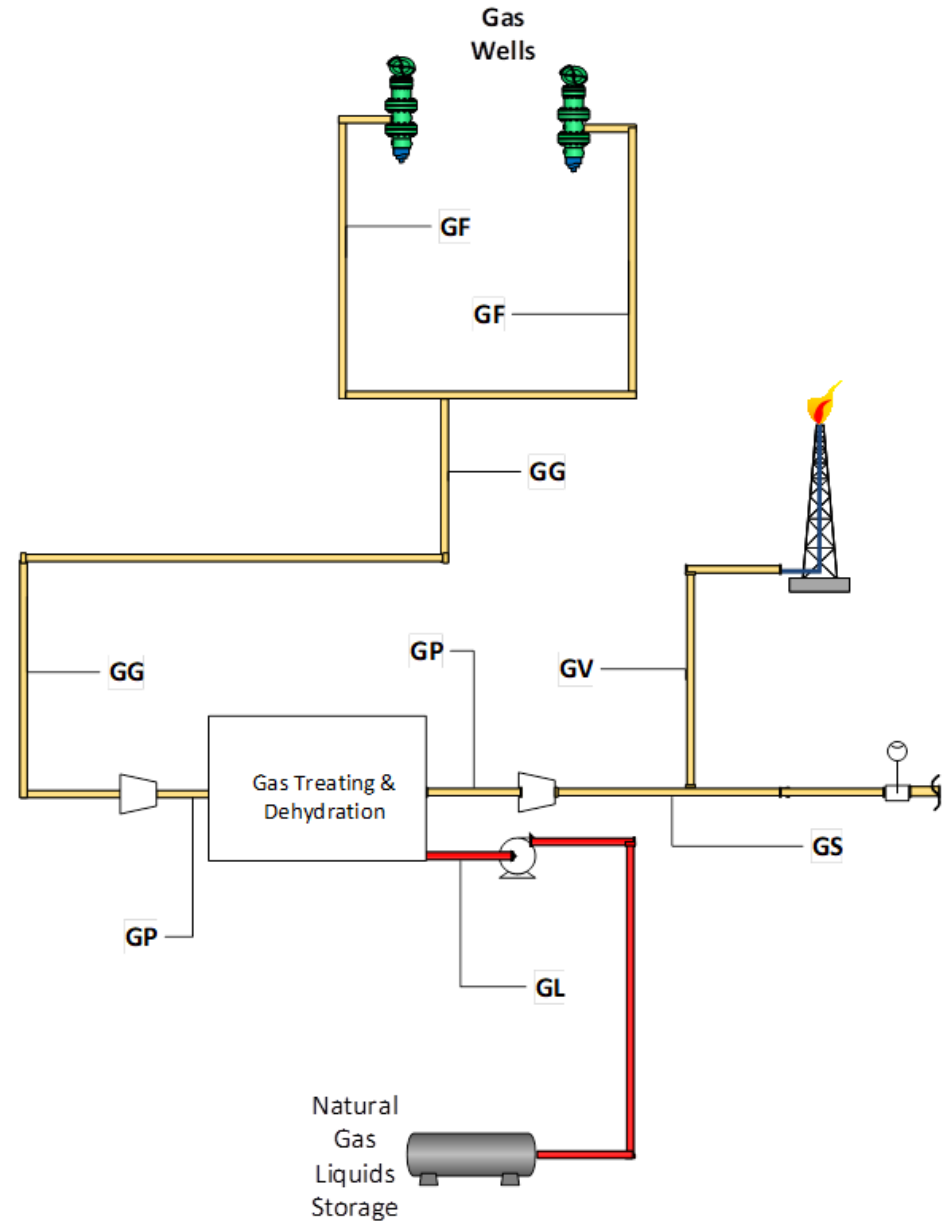 Gas
Wells
GF
GF
GG
GP
GV
GG
Gas Treating &
Dehydration
GS
GP
GL
Natural
Gas
Liquids
Storage